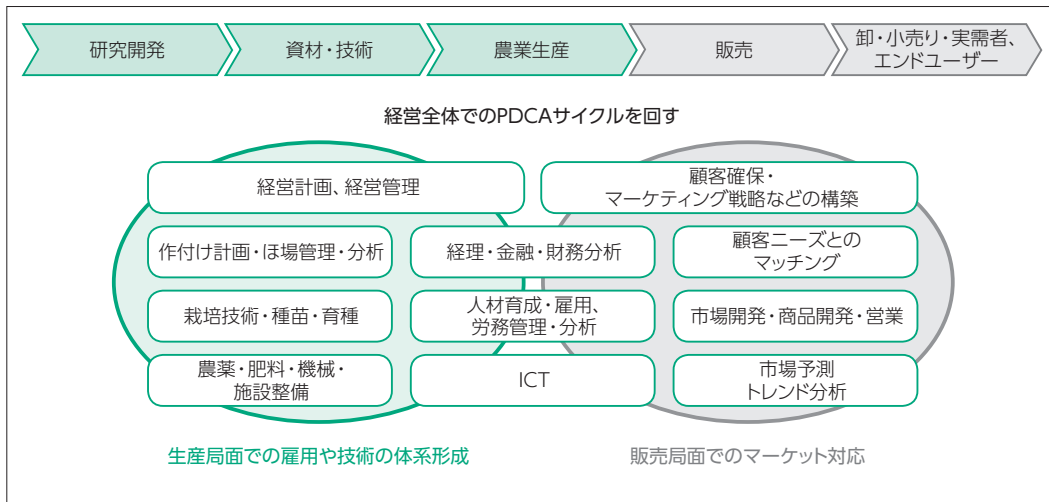 研究開発
資材・技術
農業生産
販売
卸・小売り・実需者、
エンドユーザー
経営全体でのPDCAサイクルを回す
経営計画、経営管理
顧客確保・
マーケティング戦略などの構築
作付け計画・ほ場管理・分析
経理・金融・財務分析
顧客ニーズとの
マッチング
栽培技術・種苗・育種
人材育成・雇用、
労務管理・分析
市場開発・商品開発・営業
農薬・肥料・機械・
施設整備
ICT
市場予測
トレンド分析
生産局面での雇用や技術の体系形成
販売局面でのマーケット対応